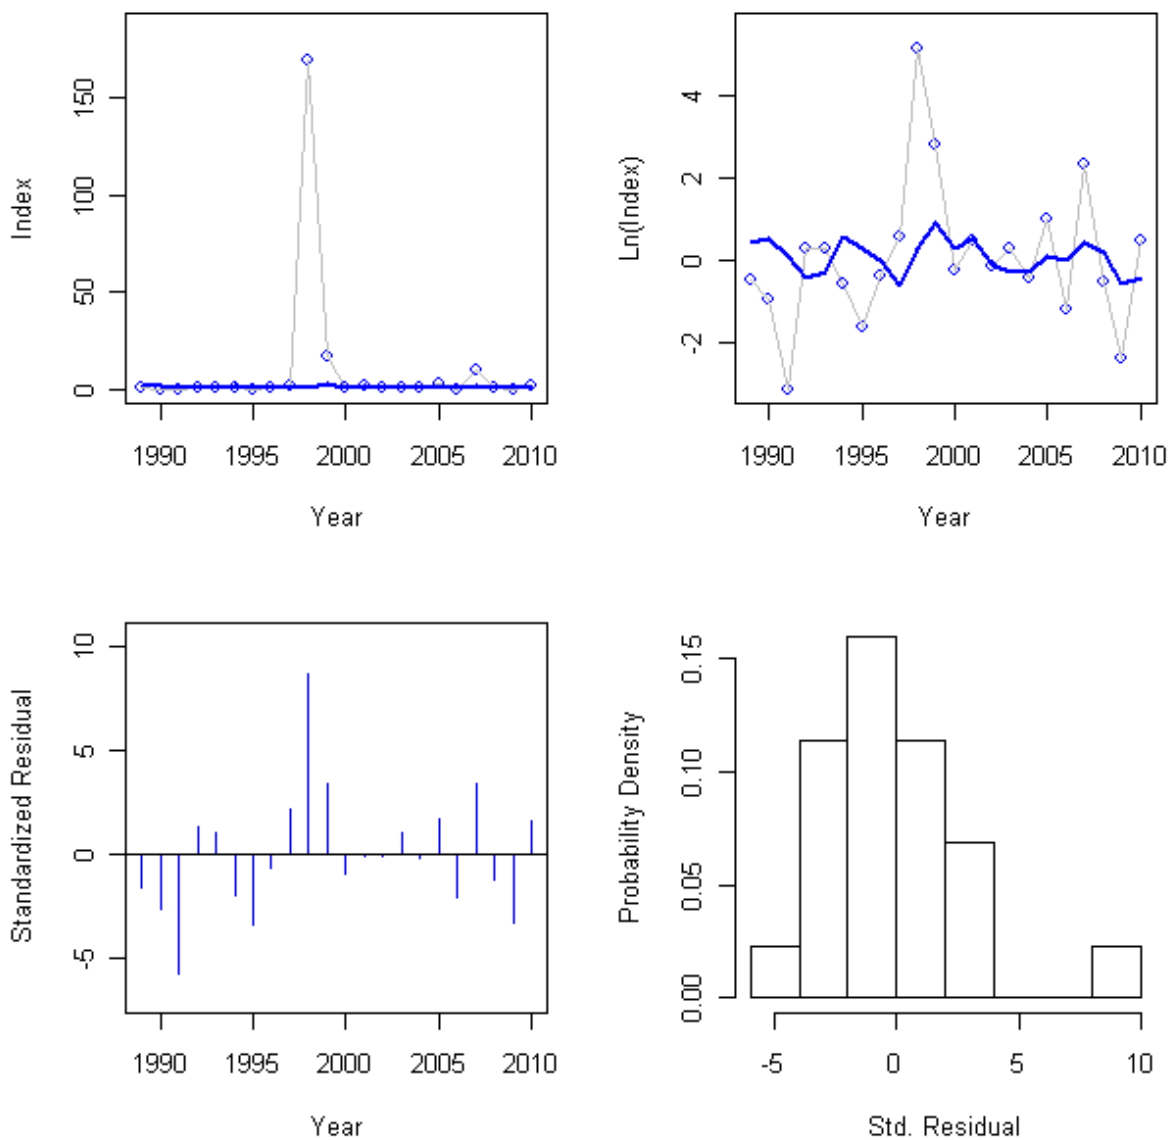 Index
150
100
50
0
1990 1995 2000 2005 2010
Year
Ln(Index)
4
2
0
-2
1990 1995 2000 2005 2010
Year
Standardized Residual
10
5
0
-5
1990 1995 2000 2005 2010
Year
Probability Density
0.15
0.10
0.05
0.00
-5 0 5 10
Std. Residual